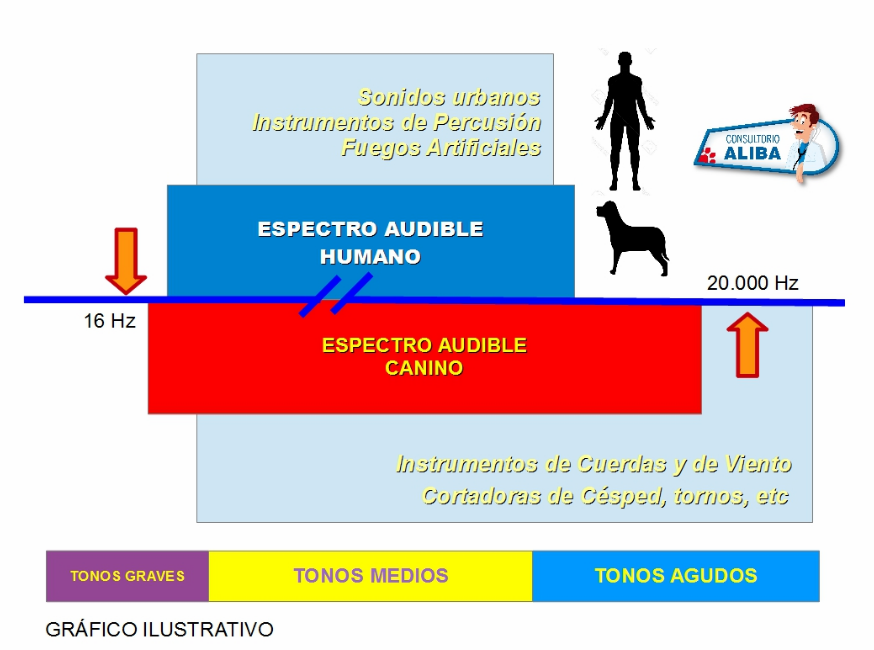 Sonidos urbanos
Instrumentos de Percusión
Fuegos Artificiales
CONSULTORIO
ALIBA
ESPECTRO AUDIBLE
HUMANO
20.000 Hz
16 Hz
ESPECTRO AUDIBLE
CANINO
Instrumentos de Cuerdas y de Viento
Cortadoras de Césped, tornos, etc
TONOS GRAVES
TONOS MEDIOS
TONOS AGUDOS
GRÁFICO ILUSTRATIVO